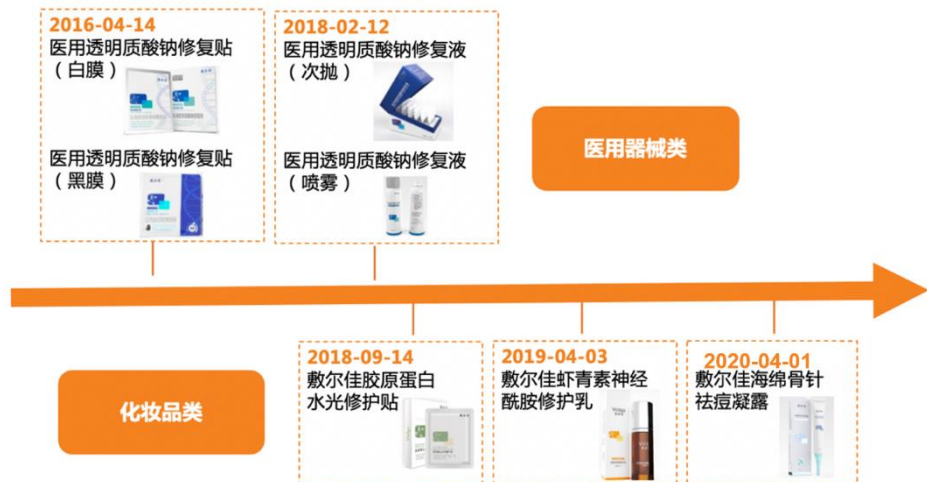 2016-04-14
医用透明质酸钠修复贴
（白膜）
医用透明质酸钠修复贴
（黑膜）
2018-02-12
医用透明质酸钠修复液
（次抛）
医用透明质酸钠修复液
（喷雾）
医用器械类
化妆品类
2018-09-14
敷尔佳胶原蛋白
水光修护贴
2019-04-03
敷尔佳虾青素神经
酰胺修护乳
2020-04-01
敷尔佳海绵骨针
祛痘凝露